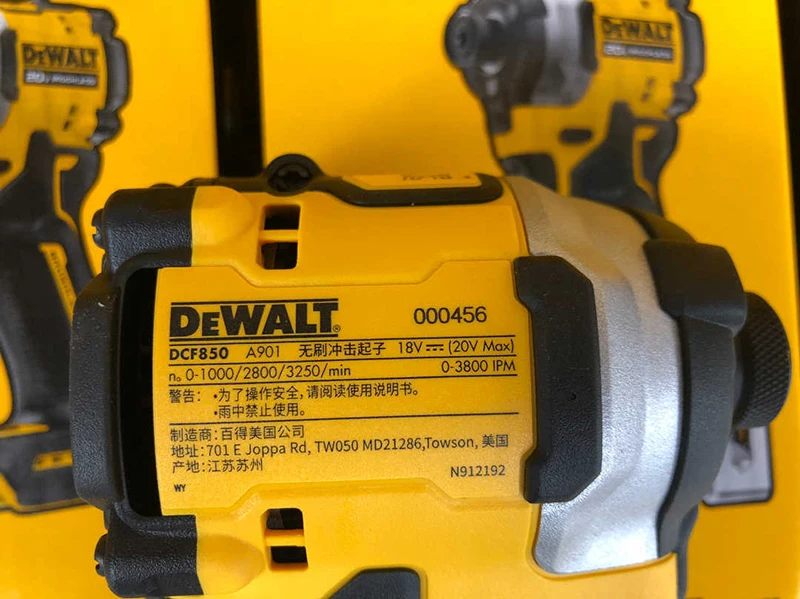 DEWALT
20V
DEWALT
DEWALT® 000456
DCF850 A901 无刷冲击起子 18V⎓(20V Max)
n₀ 0-1000/2800/3250/min 0-3800 IPM
警告: •为了操作安全,请阅读使用说明书。
•雨中禁止使用。
制造商:百得美国公司
地址:701 E Joppa Rd, TW050 MD21286,Towson, 美国
产地:江苏苏州 N912192
WY